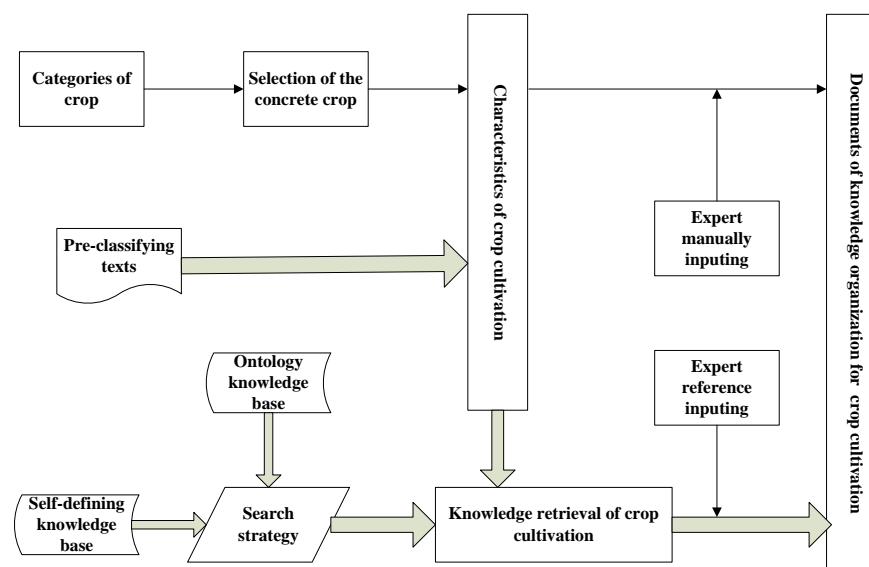 Categories of
crop
Selection of the
concrete crop
Characteristics of crop cultivation
Documents of knowledge organization for crop cultivation
Pre-classifying
texts
Expert
manually
inputing
Ontology
knowledge
base
Expert
reference
inputing
Self-defining
knowledge
base
Search
strategy
Knowledge retrieval of crop
cultivation